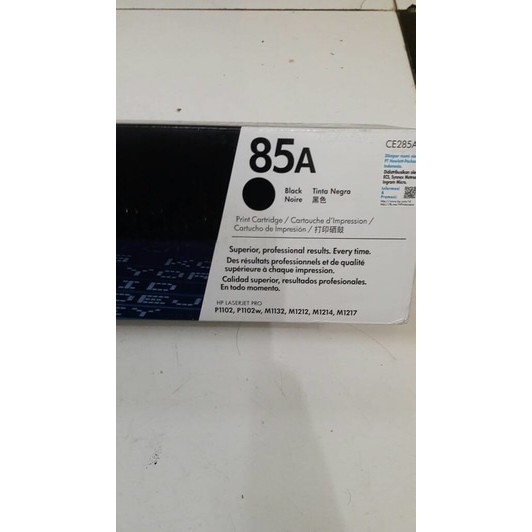 85A
CE285A
Black Tinta Negra
Noire 黑色
Print Cartridge / Cartouche d'Impression /
Cartucho de Impresión / 打印硒鼓
Superior, professional results. Every time.
Des résultats professionnels et de qualité
supérieure à chaque impression.
Calidad superior, resultados profesionales.
En todo momento.
HP LASERJET PRO
P1102, P1102w, M1132, M1212, M1214, M1217